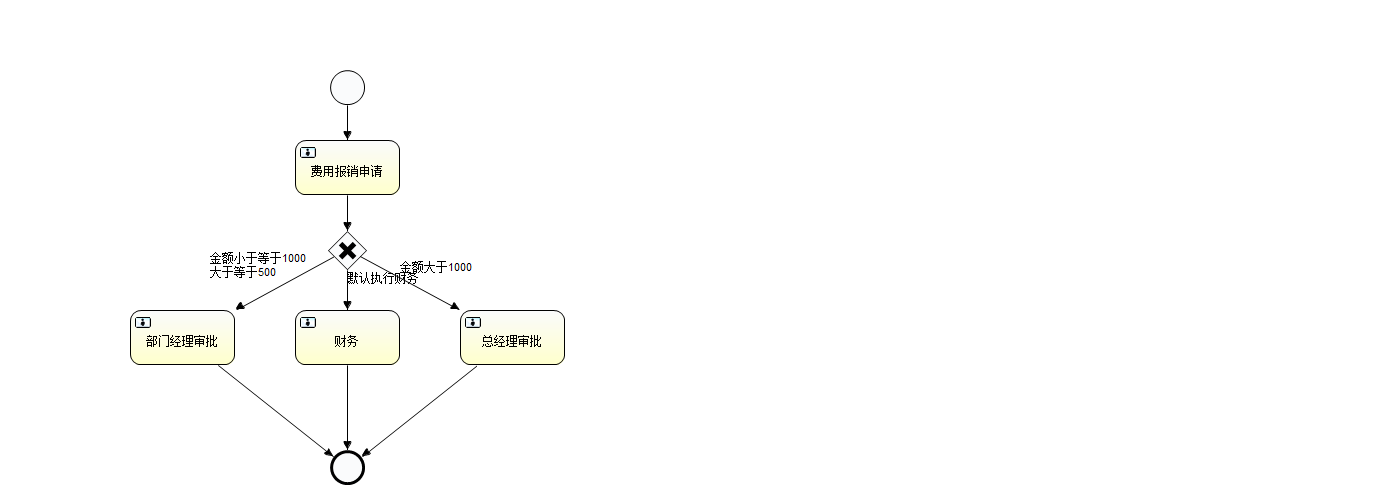 费用报销申请
金额小于等于1000
大于等于500
金额大于1000
默认执行财务
部门经理审批
财务
总经理审批